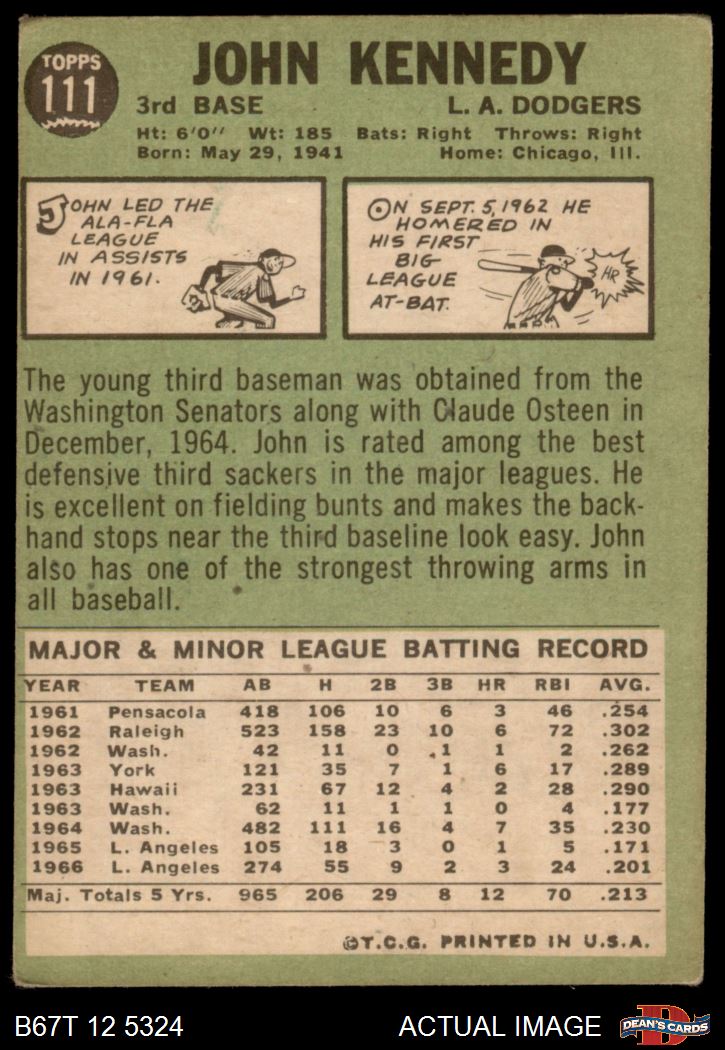 TOPPS
111
JOHN KENNEDY
3rd BASE L. A. DODGERS
Ht: 6'0'' Wt: 185 Bats: Right Throws: Right
Born: May 29, 1941 Home: Chicago, Ill.
JOHN LED THE
ALA-FLA
LEAGUE
IN ASSISTS
IN 1961.
ON SEPT. 5, 1962 HE
HOMERED IN
HIS FIRST
BIG
LEAGUE
AT-BAT.
HR
The young third baseman was obtained from the
Washington Senators along with Claude Osteen in
December, 1964. John is rated among the best
defensive third sackers in the major leagues. He
is excellent on fielding bunts and makes the back-
hand stops near the third baseline look easy. John
also has one of the strongest throwing arms in
all baseball.
MAJOR & MINOR LEAGUE BATTING RECORD
YEAR TEAM AB H 2B 3B HR RBI AVG.
1961 Pensacola 418 106 10 6 3 46 .254
1962 Raleigh 523 158 23 10 6 72 .302
1962 Wash. 42 11 0 1 1 2 .262
1963 York 121 35 7 1 6 17 .289
1963 Hawaii 231 67 12 4 2 28 .290
1963 Wash. 62 11 1 1 0 4 .177
1964 Wash. 482 111 16 4 7 35 .230
1965 L. Angeles 105 18 3 0 1 5 .171
1966 L. Angeles 274 55 9 2 3 24 .201
Maj. Totals 5 Yrs. 965 206 29 8 12 70 .213
©T.C.G. PRINTED IN U.S.A.
B67T 12 5324 ACTUAL IMAGE
DEAN'S CARDS